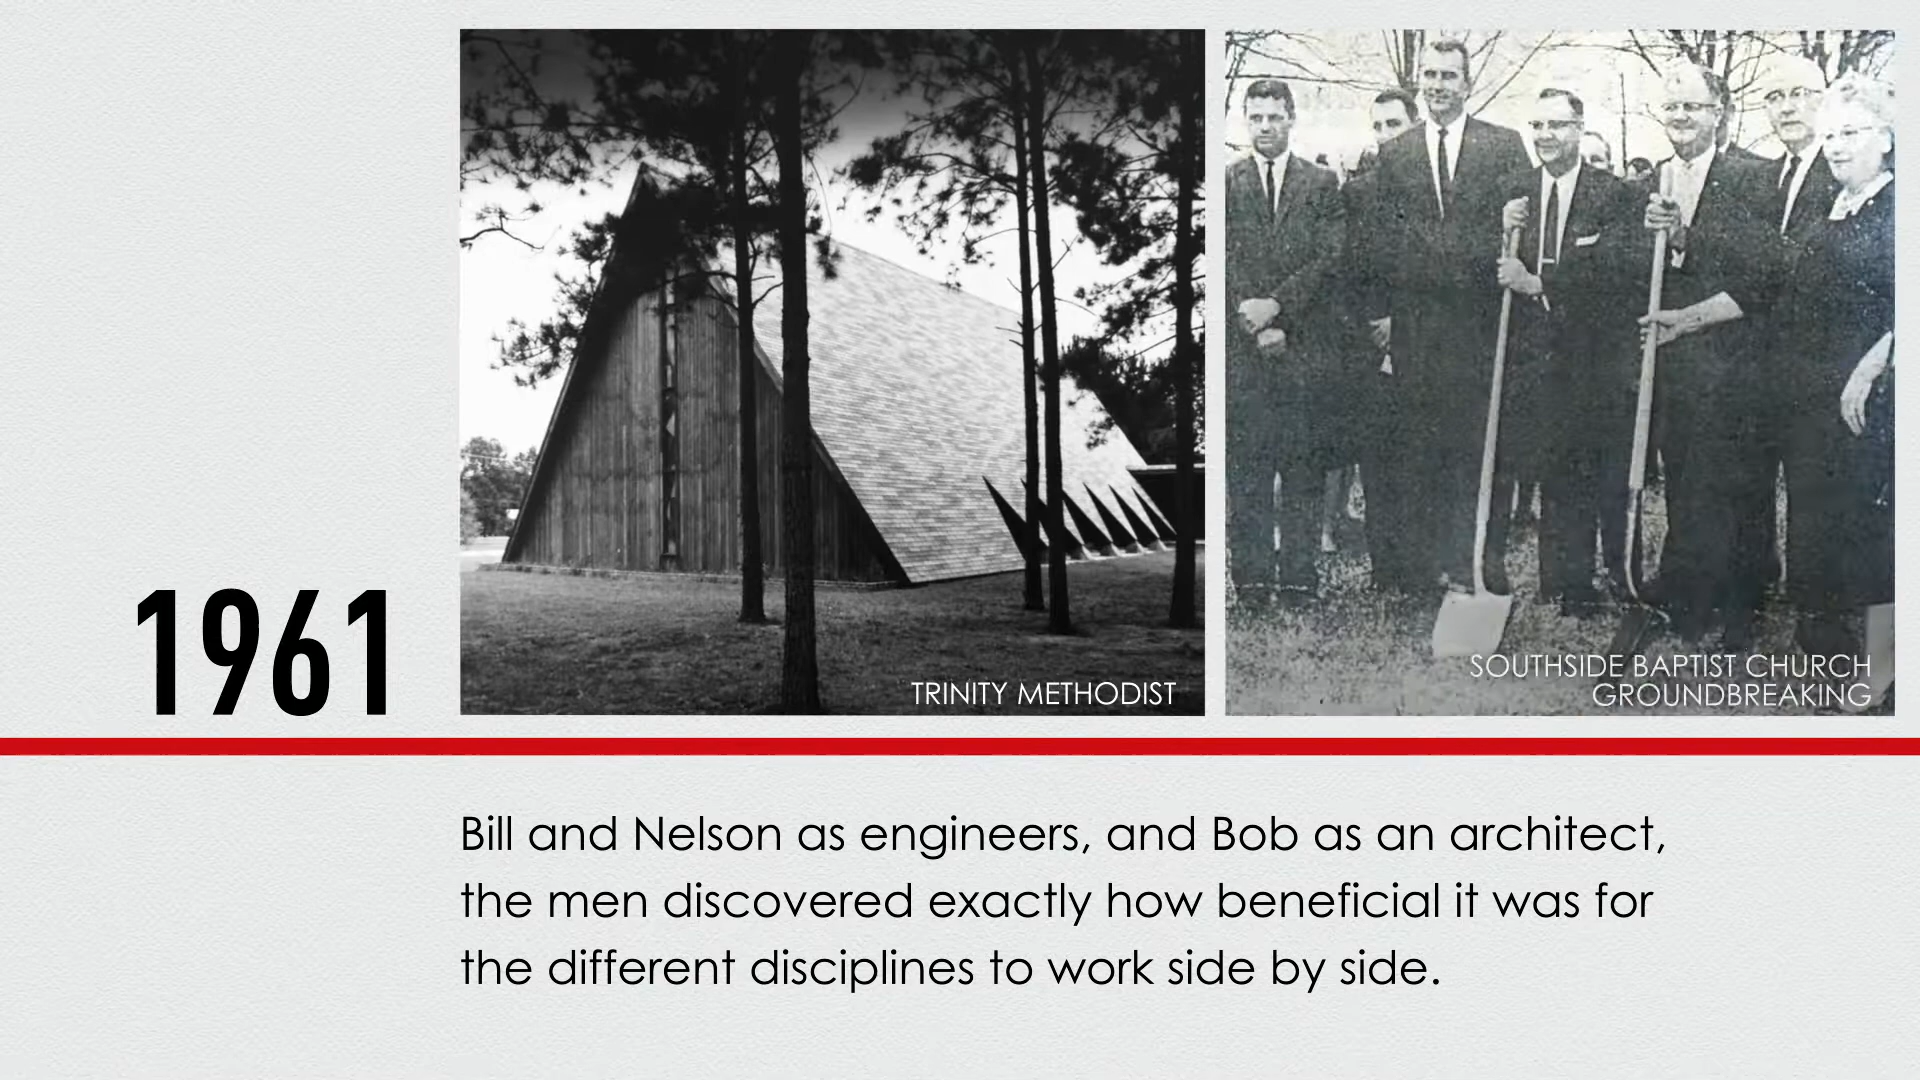 1961
TRINITY METHODIST
SOUTHSIDE BAPTIST CHURCH
GROUNDBREAKING
Bill and Nelson as engineers, and Bob as an architect,
the men discovered exactly how beneficial it was for
the different disciplines to work side by side.